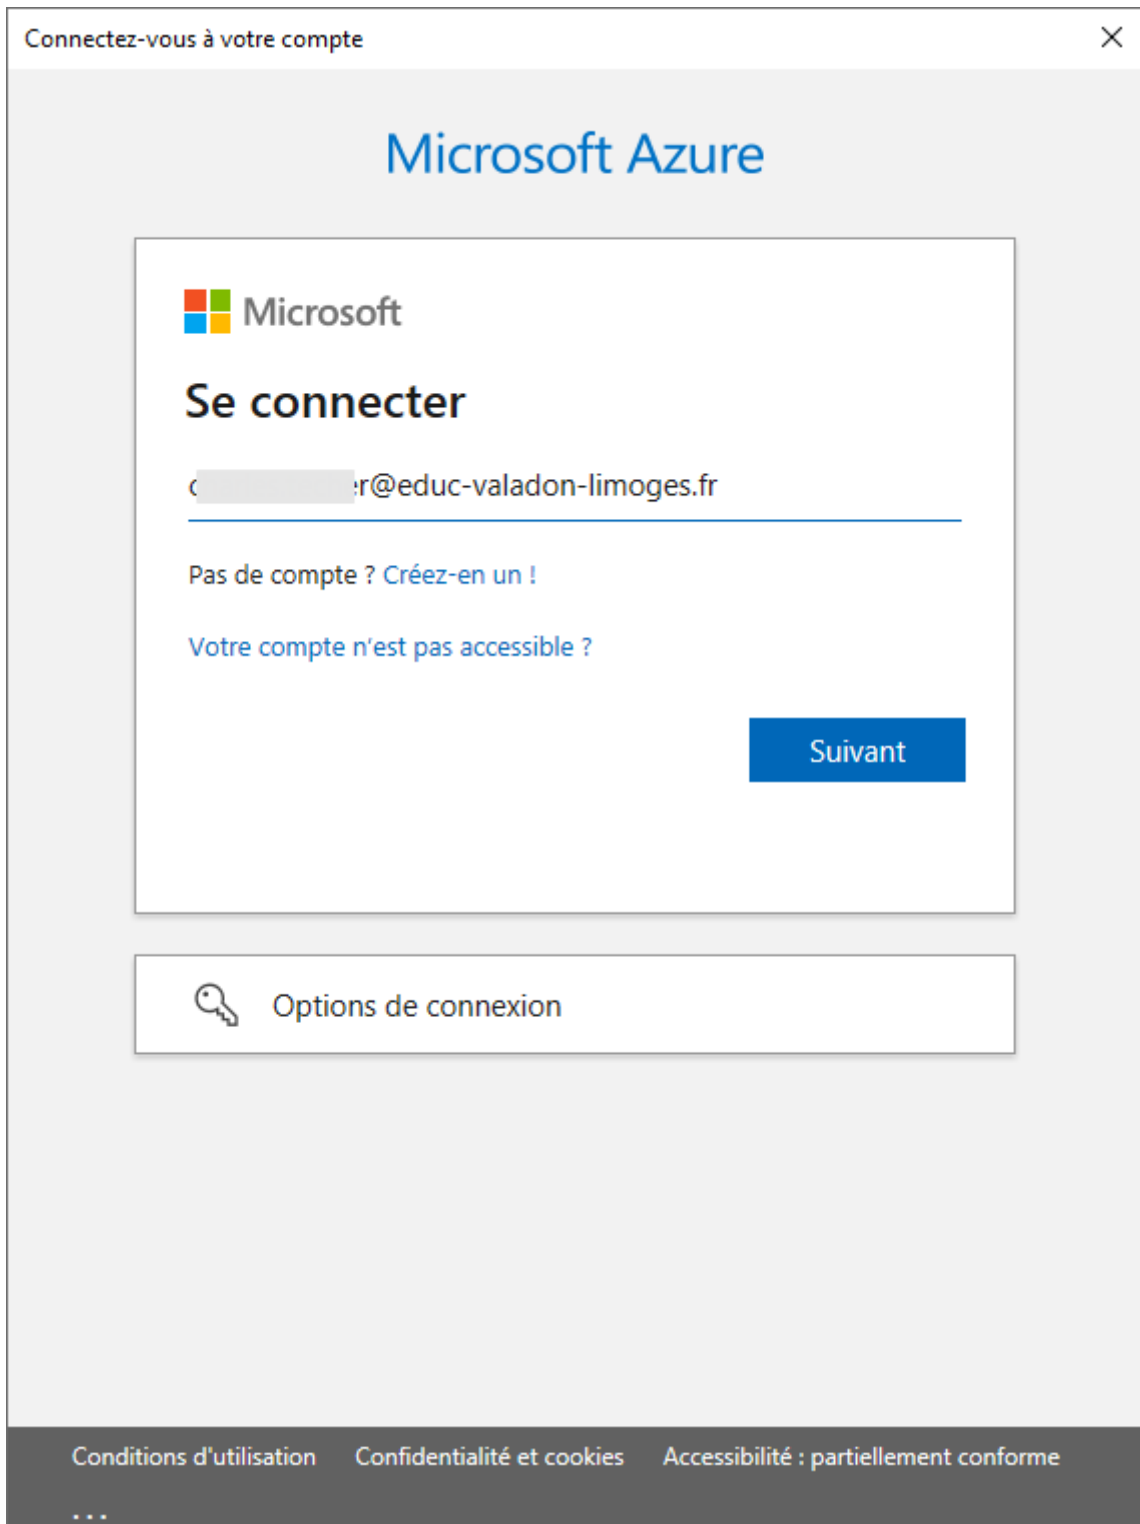 Connectez-vous à votre compte
Microsoft Azure
Microsoft
Se connecter
er@educ-valadon-limoges.fr
Pas de compte ? Créez-en un !
Votre compte n'est pas accessible ?
Suivant
Options de connexion
Conditions d'utilisation Confidentialité et cookies Accessibilité : partiellement conforme
...